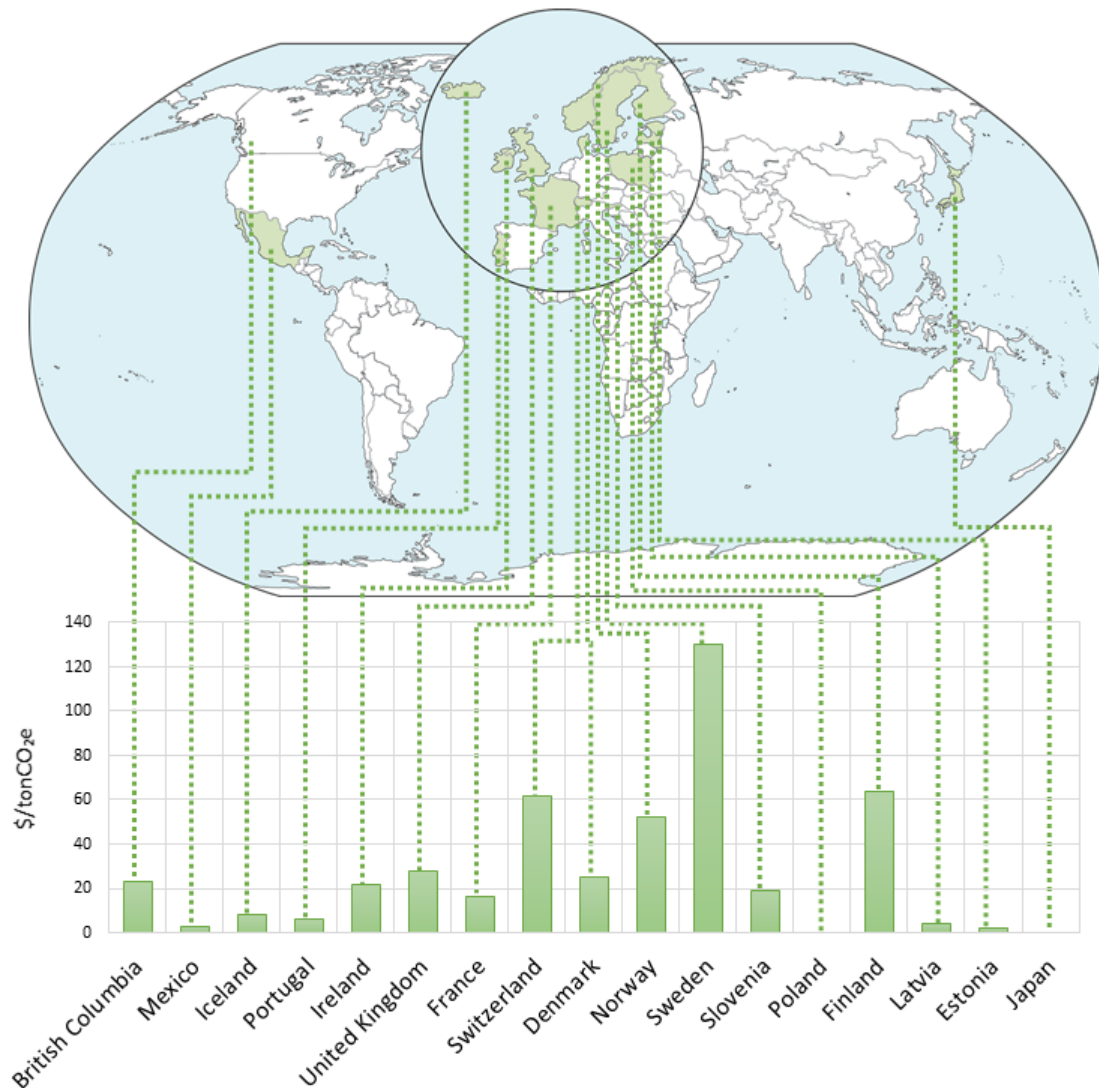 140
120
100
80
60
40
20
0
$/tonCO₂e
British Columbia
Mexico
Iceland
Portugal
Ireland
United Kingdom
France
Switzerland
Denmark
Norway
Sweden
Slovenia
Poland
Finland
Latvia
Estonia
Japan